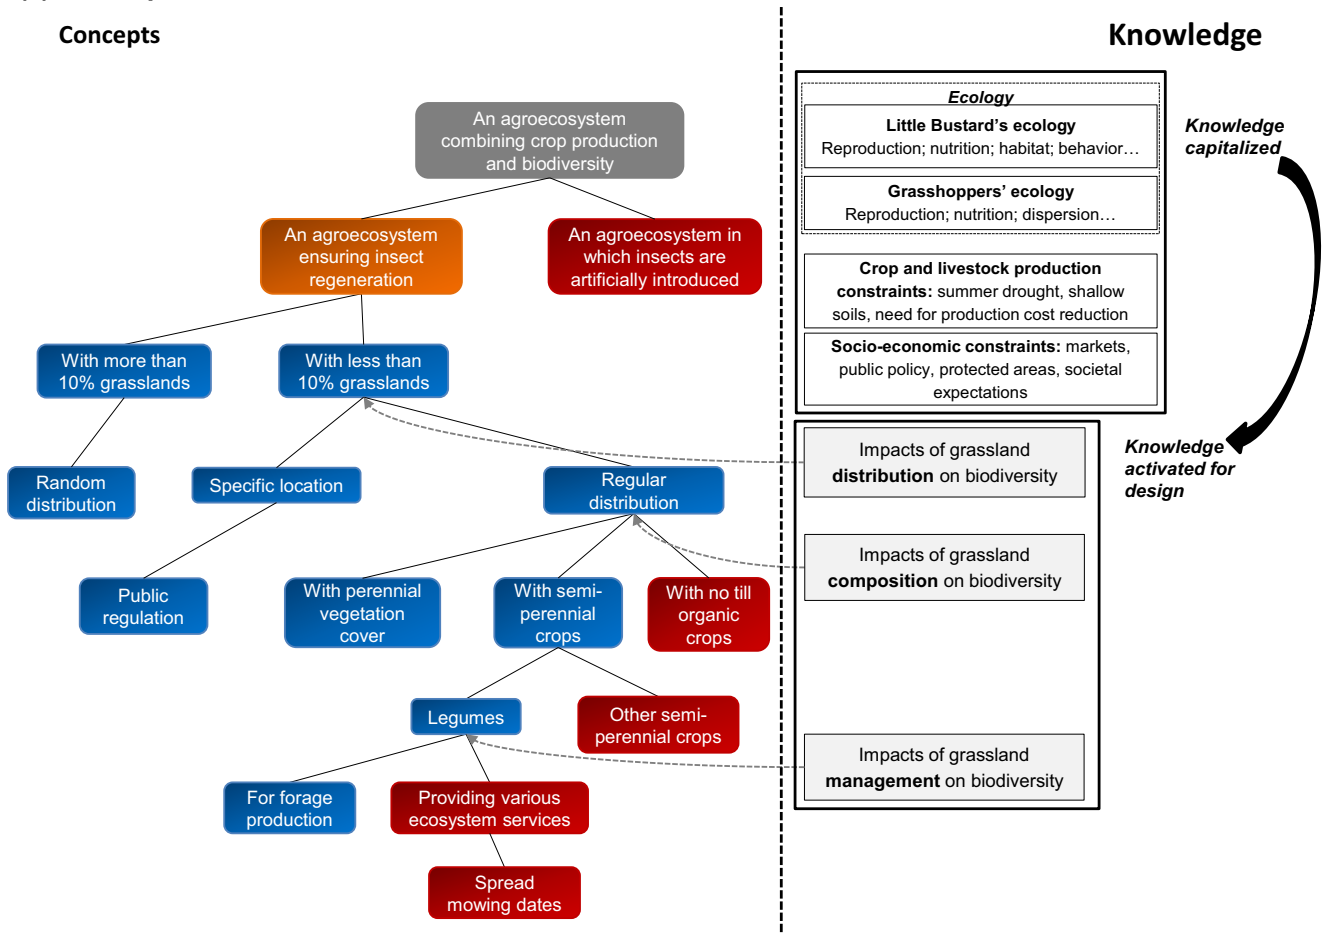 Concepts
Knowledge
An agroecosystem
combining crop production
and biodiversity
An agroecosystem
ensuring insect
regeneration
An agroecosystem in
which insects are
artificially introduced
With more than
10% grasslands
With less than
10% grasslands
Random
distribution
Specific location
Regular
distribution
Public
regulation
With perennial
vegetation
cover
With semi-
perennial
crops
With no till
organic
crops
Legumes
Other semi-
perennial crops
For forage
production
Providing various
ecosystem services
Spread
mowing dates
Ecology
Little Bustard's ecology
Reproduction; nutrition; habitat; behavior…
Grasshoppers' ecology
Reproduction; nutrition; dispersion…
Crop and livestock production
constraints: summer drought, shallow
soils, need for production cost reduction
Socio-economic constraints: markets,
public policy, protected areas, societal
expectations
Knowledge
capitalized
Impacts of grassland
distribution on biodiversity
Knowledge
activated for
design
Impacts of grassland
composition on biodiversity
Impacts of grassland
management on biodiversity